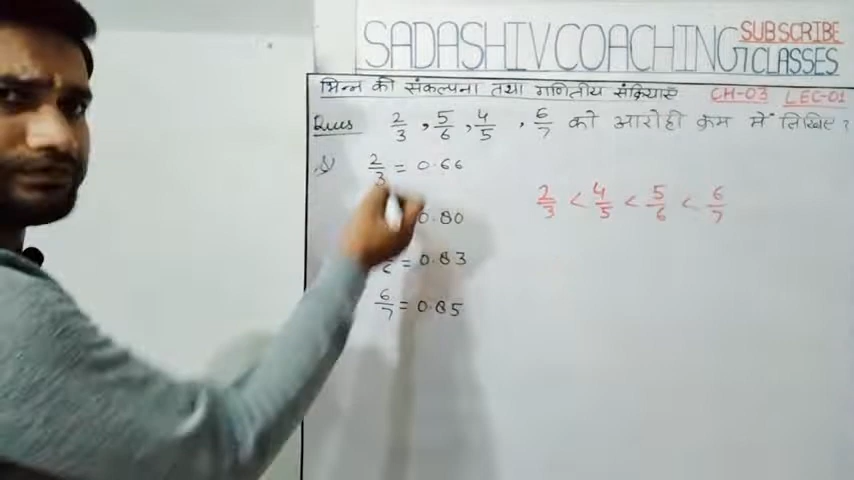 SADASHIV COACHING CLASSES
SUBSCRIBE
भिन्न की संकल्पना तथा गणितीय संक्रियाएँ CH-03 LEC-01
Ques 2/3, 5/6, 4/5, 6/7 को आरोही क्रम में लिखिए?
2/3 = 0.66
0.80
6 = 0.83
6/7 = 0.85
2/3 < 4/5 < 5/6 < 6/7